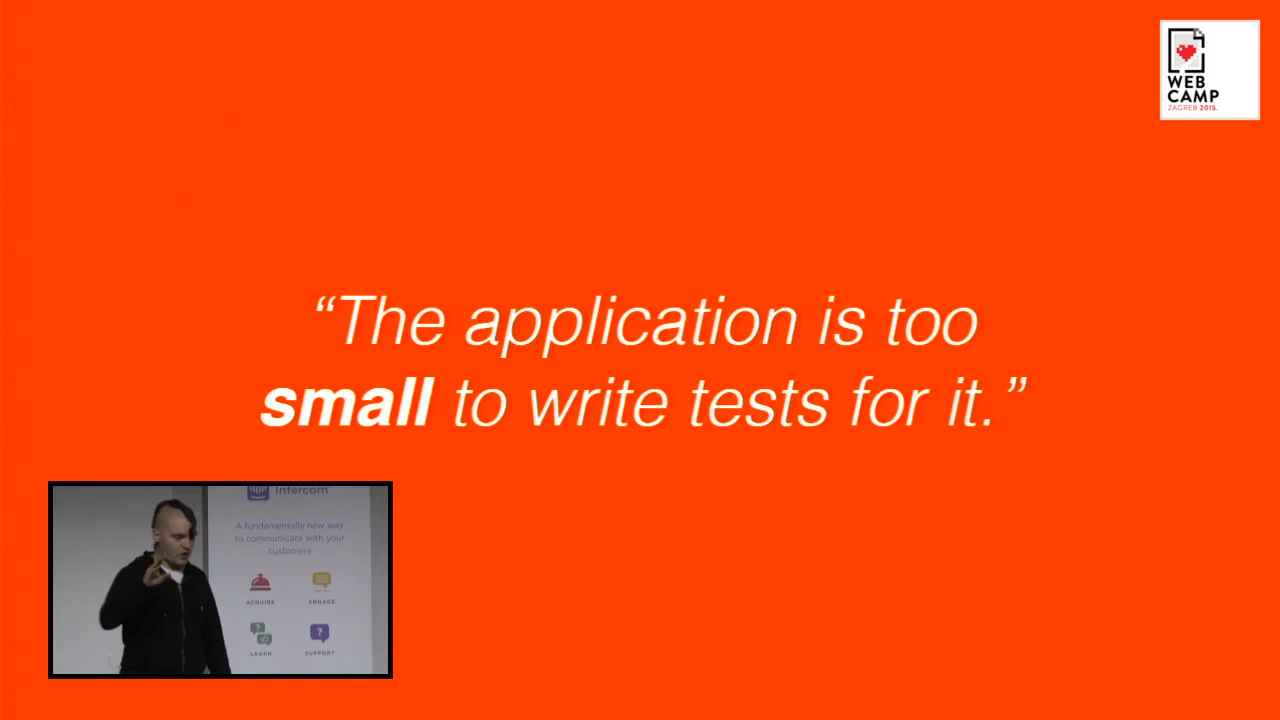 WEB
CAMP
ZAGREB 2015.
“The application is too
small to write tests for it.”
Intercom
A fundamentally new way
to communicate with your
customers
ACQUIRE
ENGAGE
LEARN
SUPPORT